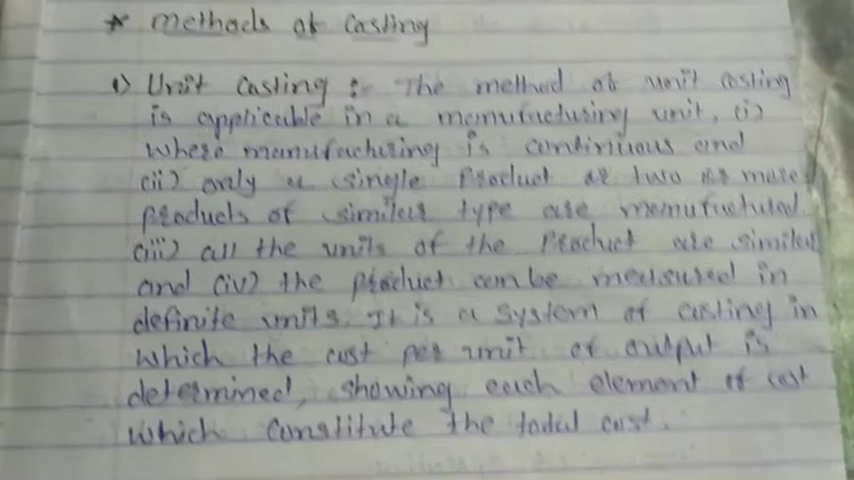 * methods of Costing
1) Unit Costing :- The method of unit costing
is applicable in a manufacturing unit, (i)
where manufacturing is continuous and
(ii) only a single Product or two or more
products of similar type are manufactured.
(iii) all the units of the Product are similar
and (iv) the product can be measured in
definite units. It is a system of costing in
which the cost per unit of output is
determined, showing each element of cost
which constitute the total cost.